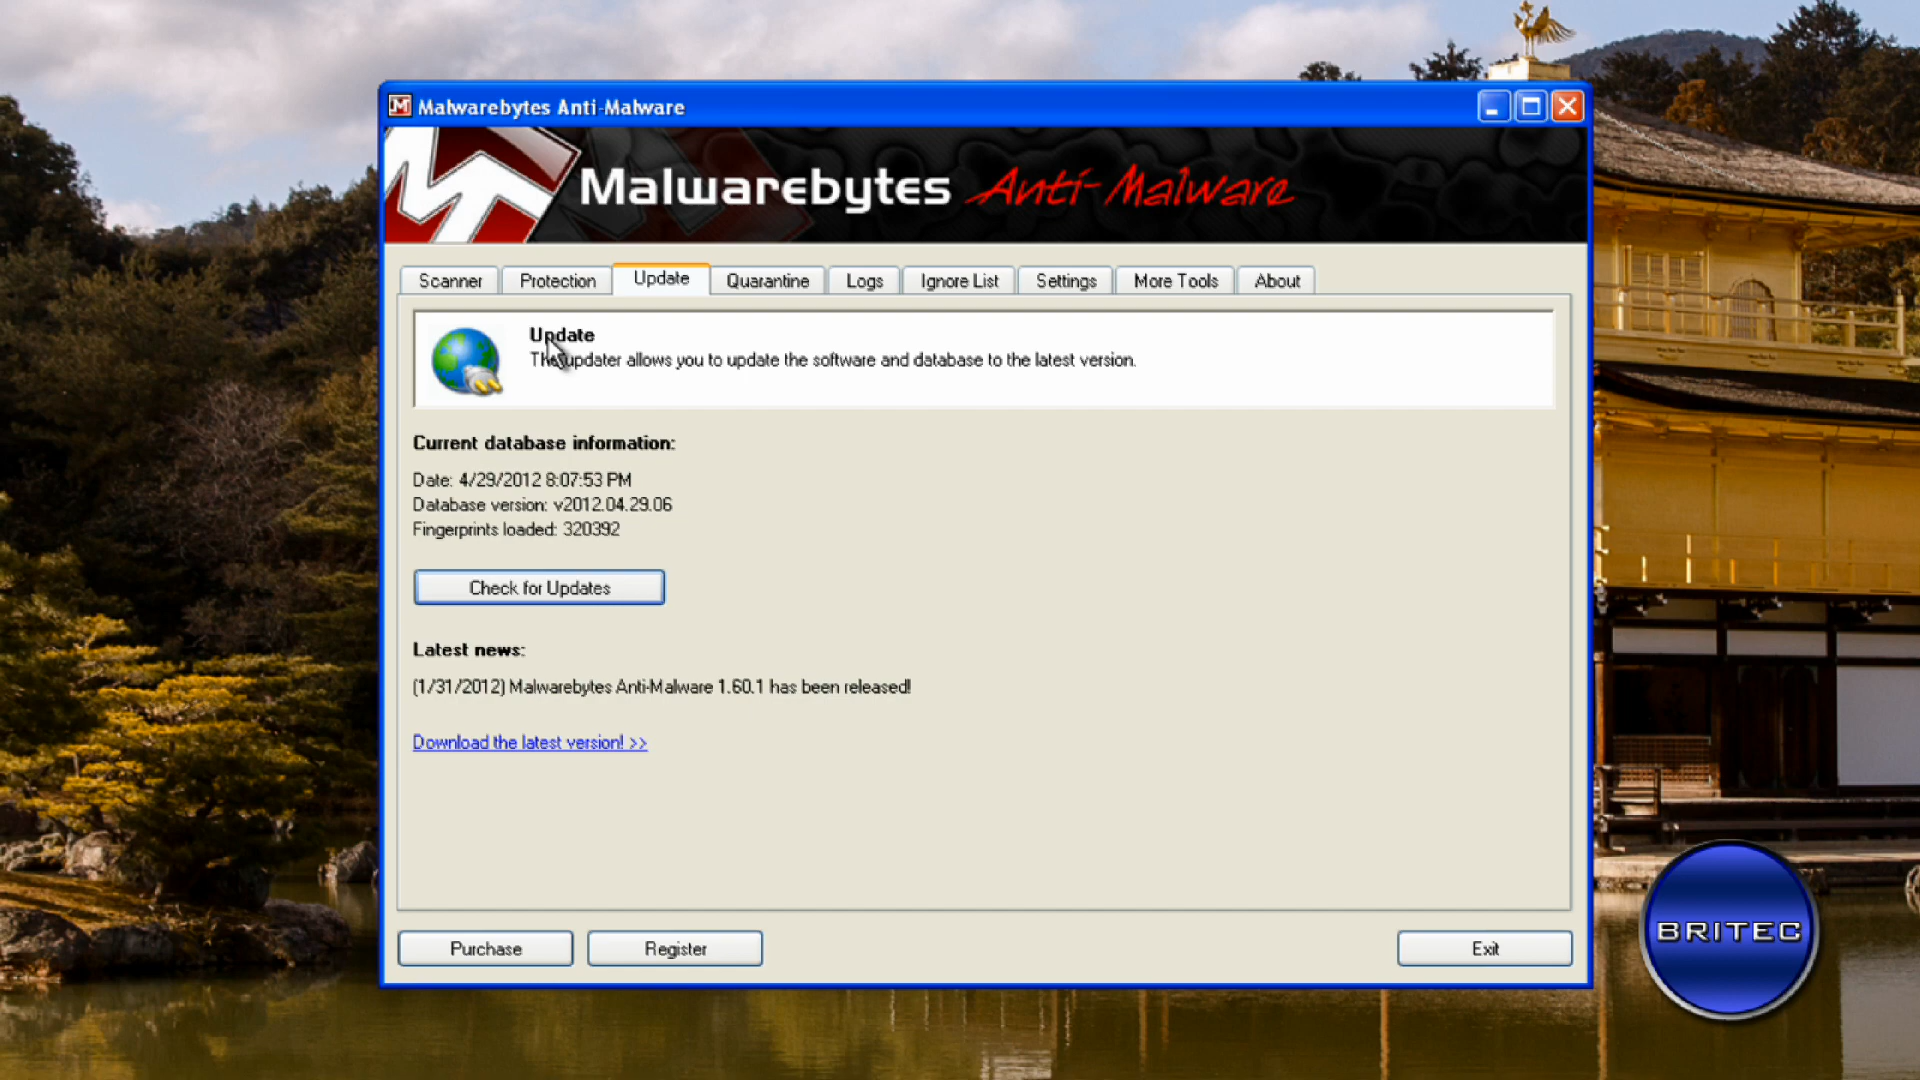 Malwarebytes Anti-Malware
Malwarebytes Anti-Malware
Scanner Protection Update Quarantine Logs Ignore List Settings More Tools About
Update
The updater allows you to update the software and database to the latest version.
Current database information:
Date: 4/29/2012 8:07:53 PM
Database version: v2012.04.29.06
Fingerprints loaded: 320392
Check for Updates
Latest news:
(1/31/2012) Malwarebytes Anti-Malware 1.60.1 has been released!
Download the latest version! >>
Purchase Register Exit
BRITEC